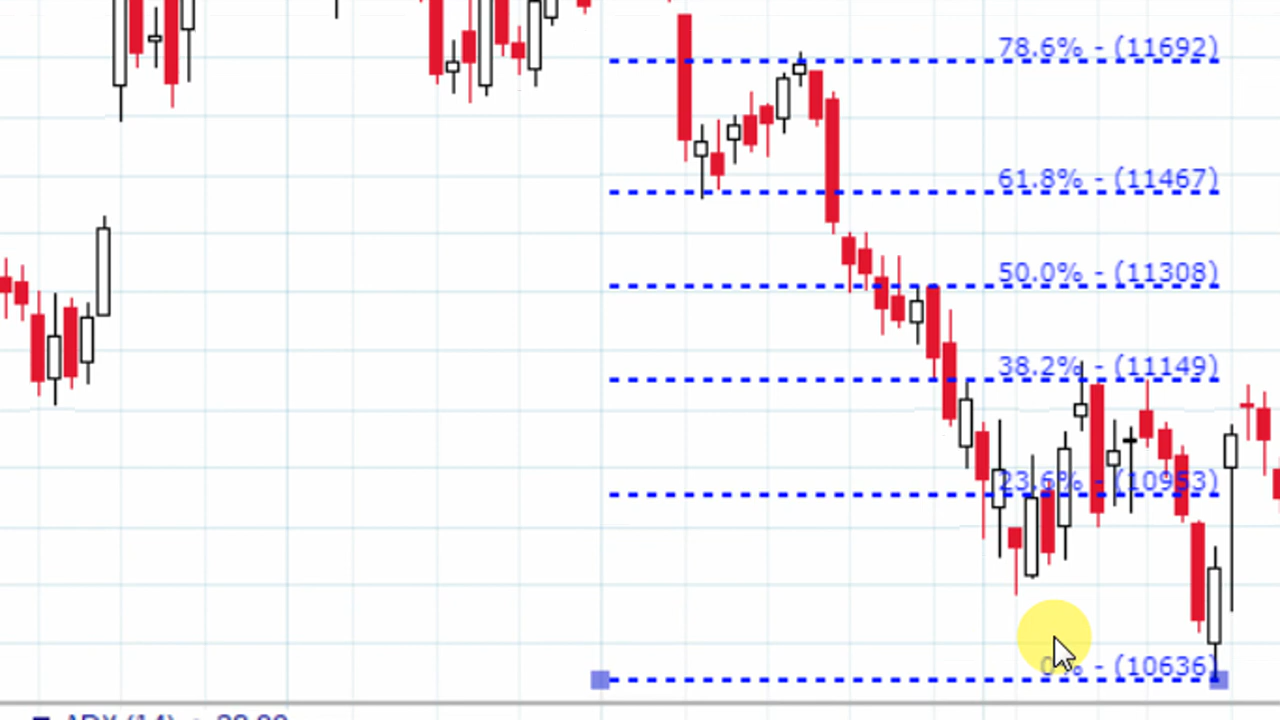 78.6% - (11692)
61.8% - (11467)
50.0% - (11308)
38.2% - (11149)
23.6% - (10953)
0% - (10636)